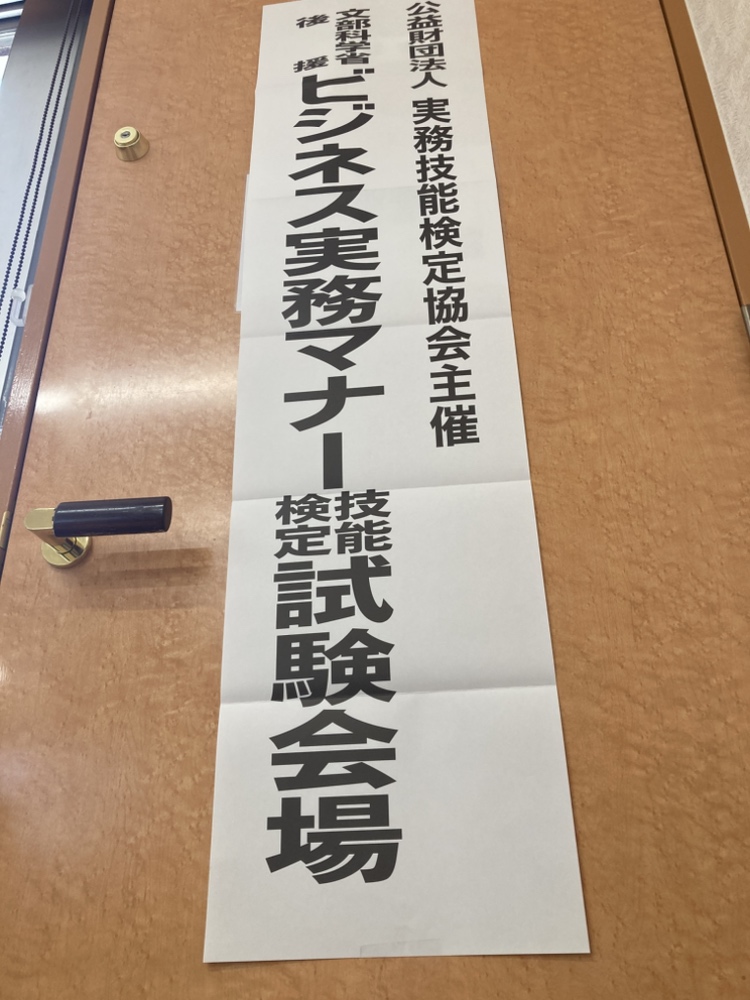 公益財団法人 実務技能検定協会主催
文部科学省
後援
ビジネス実務マナー
技能
検定
試験会場